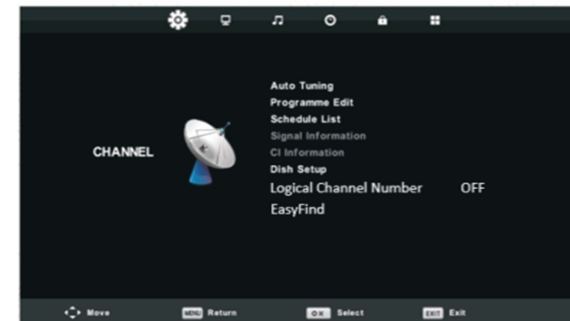 Auto Tuning
Programme Edit
Schedule List
Signal Information
CHANNEL
CI Information
Dish Setup
Logical Channel Number OFF
EasyFind
Move MENU Return OK Select EXIT Exit